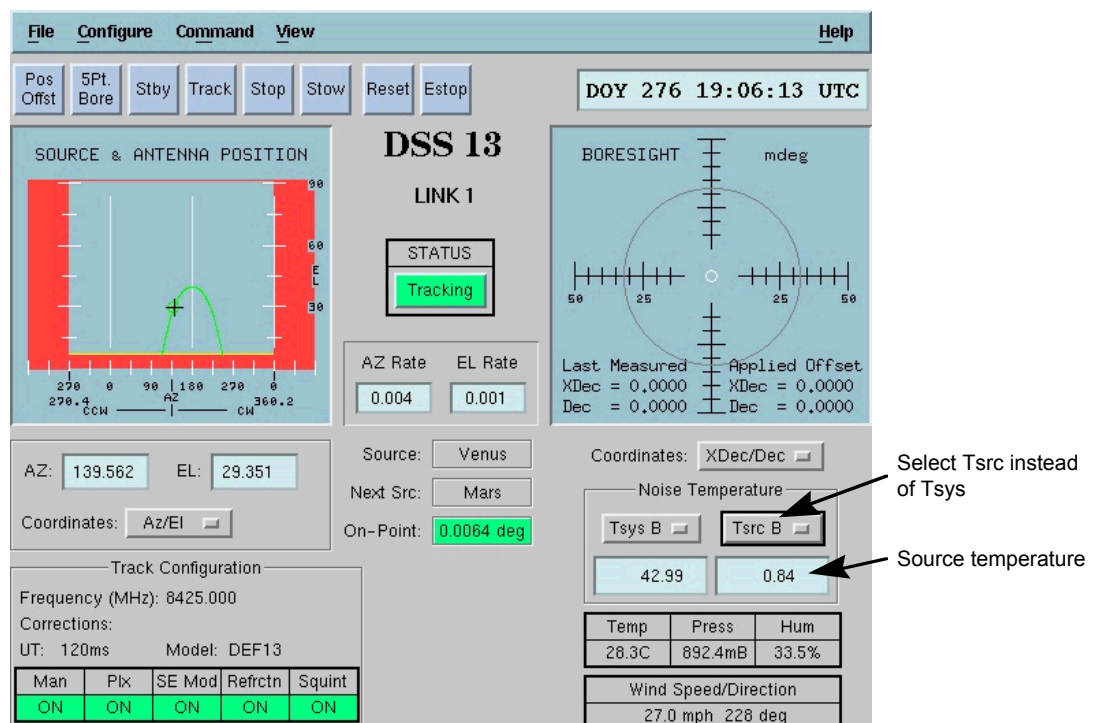 File Configure Command View Help
Pos Offst
5Pt. Bore
Stby Track Stop Stow Reset Estop
DOY 276 19:06:13 UTC
SOURCE & ANTENNA POSITION
90
60
EL
30
270 0 90 180 270 0
270.4 AZ 360.2
CCW CW
DSS 13
LINK 1
STATUS
Tracking
AZ Rate EL Rate
0.004 0.001
BORESIGHT mdeg
50 25 25 50
Last Measured Applied Offset
XDec = 0.0000 XDec = 0.0000
Dec = 0.0000 Dec = 0.0000
AZ: 139.562 EL: 29.351
Coordinates: Az/El
Source: Venus
Next Src: Mars
On-Point: 0.0064 deg
Coordinates: XDec/Dec
Noise Temperature
Tsys B Tsrc B
42.99 0.84
Select Tsrc instead
of Tsys
Source temperature
Track Configuration
Frequency (MHz): 8425.000
Corrections:
UT: 120ms Model: DEF13
Man Plx SE Mod Refrctn Squint
ON ON ON ON ON
Temp Press Hum
28.3C 892.4mB 33.5%
Wind Speed/Direction
27.0 mph 228 deg